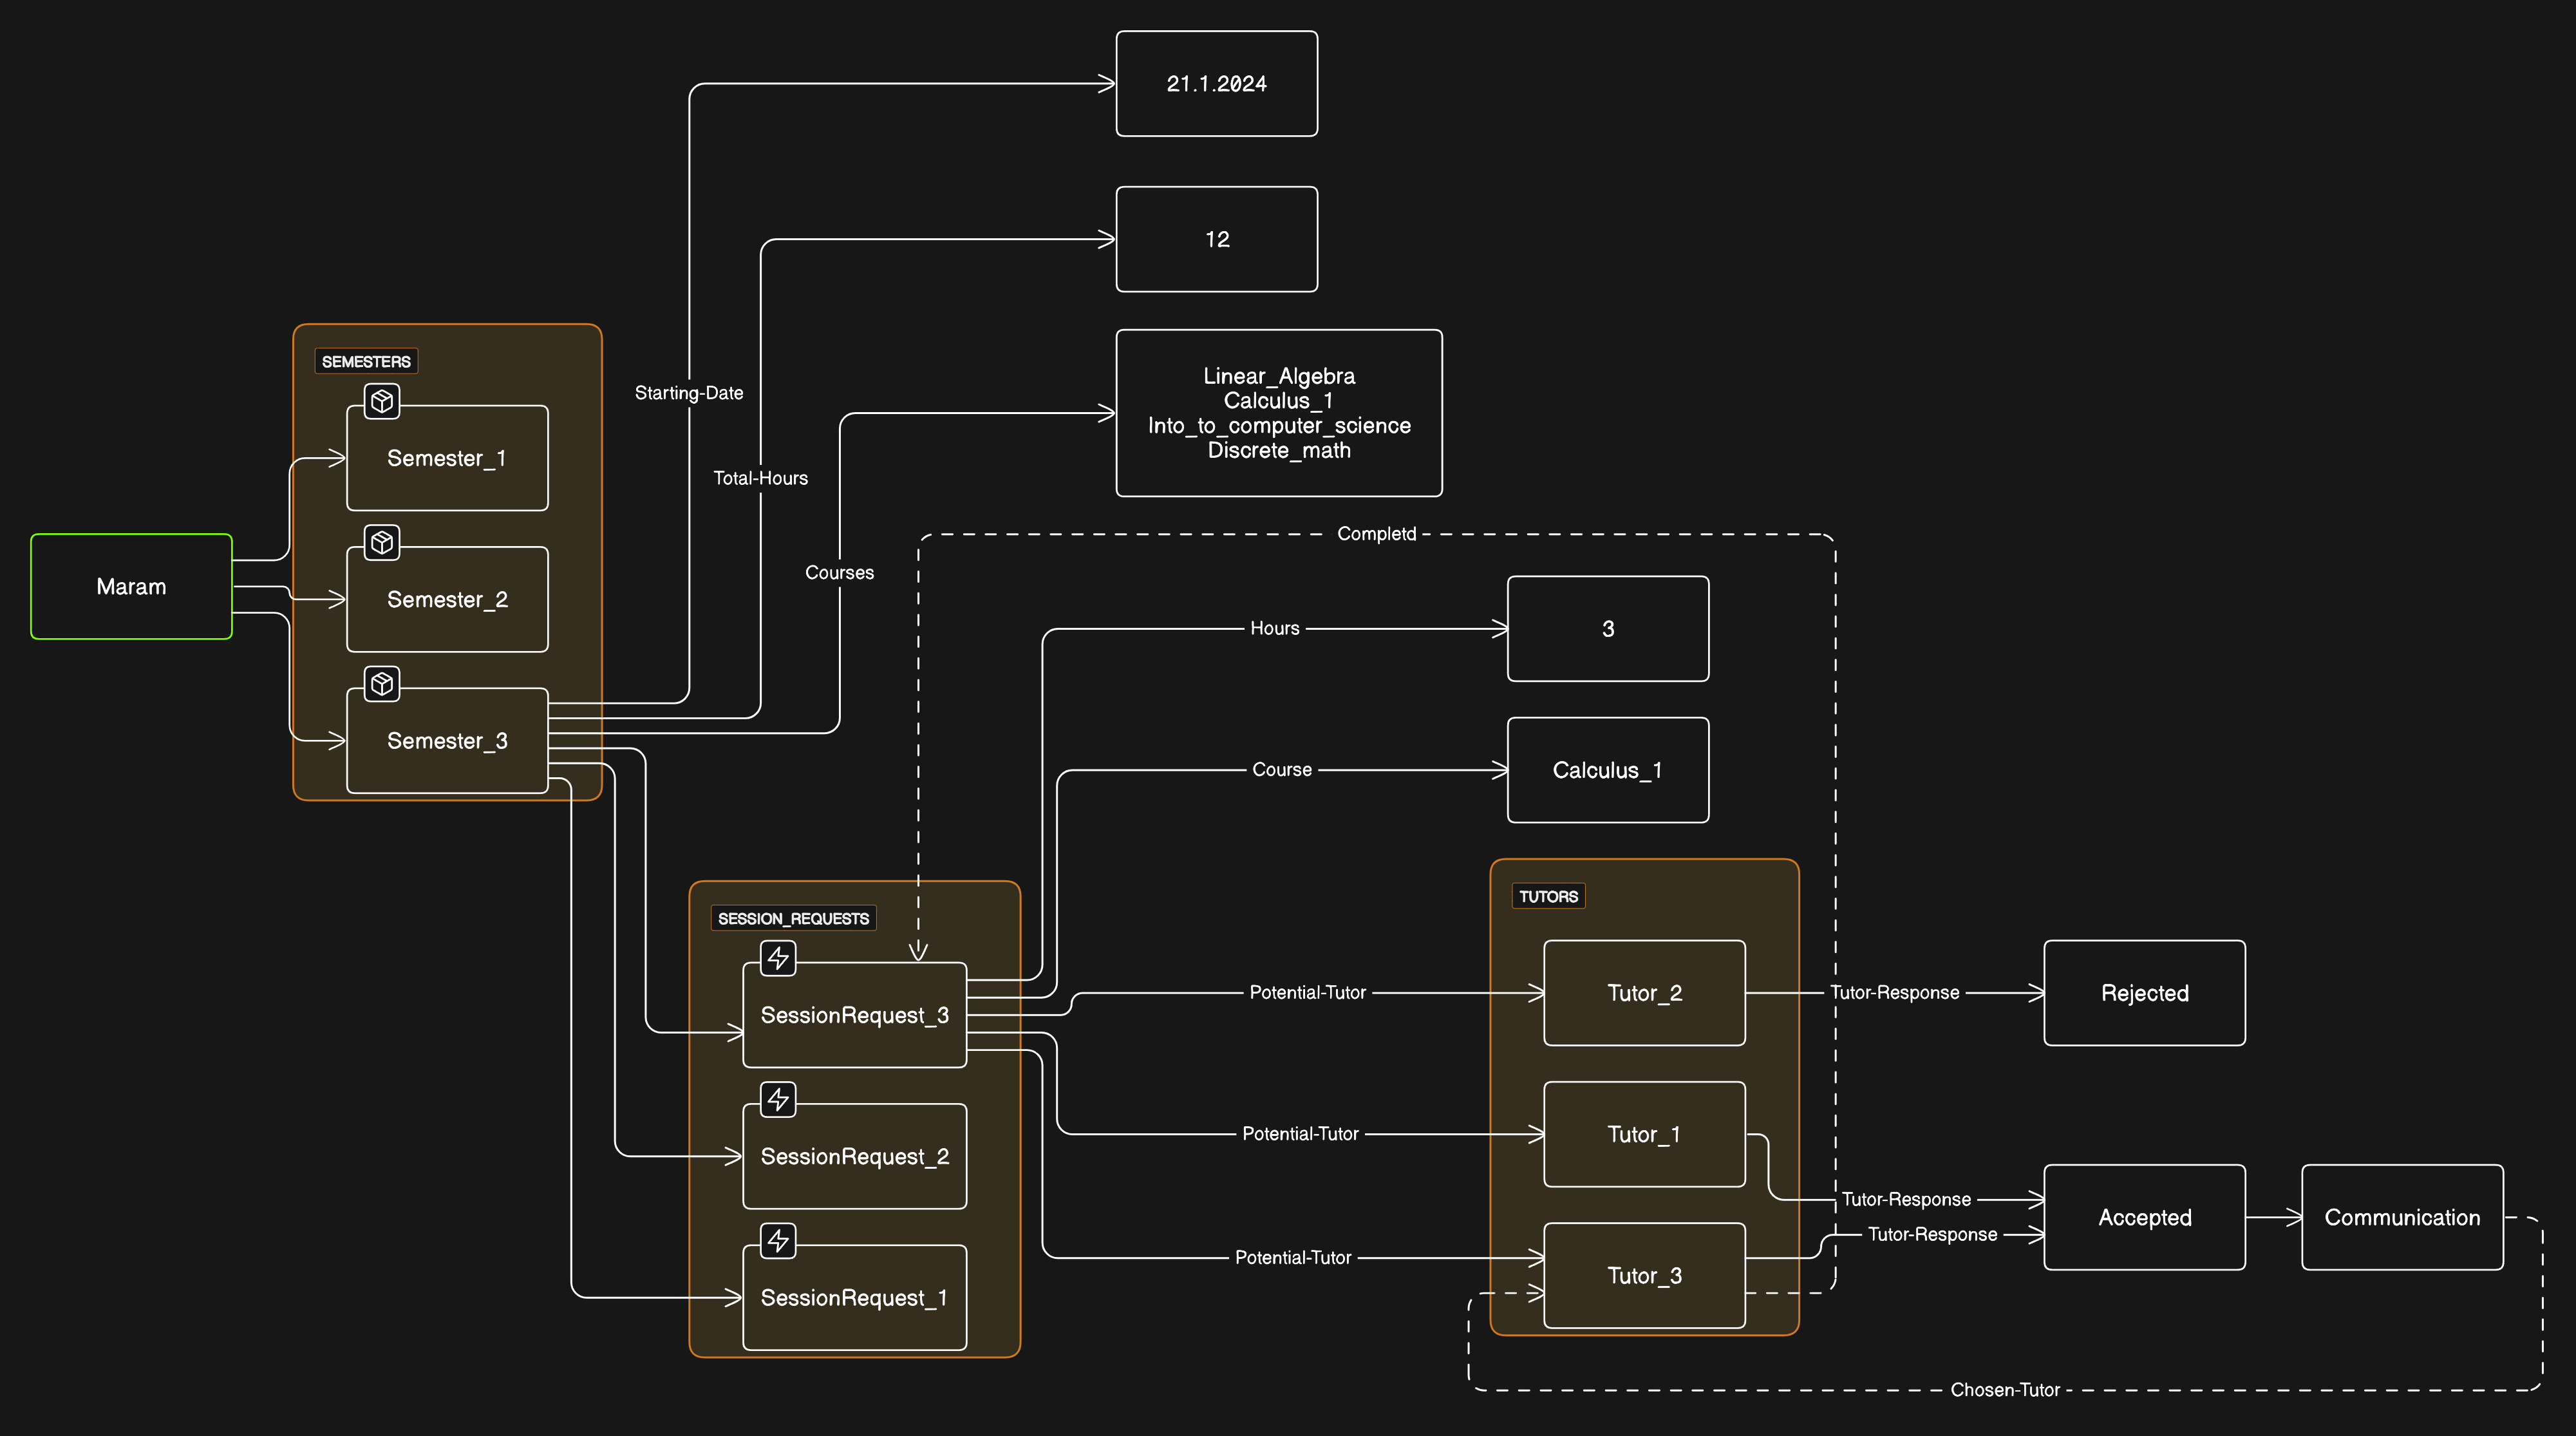 21.1.2024
12
SEMESTERS
Linear_Algebra
Calculus_1
Into_to_computer_science
Discrete_math
Starting-Date
Semester_1
Total-Hours
Completd
Courses
Maram
Semester_2
Hours
3
Semester_3
Course
Calculus_1
TUTORS
SESSION_REQUESTS
Potential-Tutor
Tutor_2
Tutor-Response
Rejected
SessionRequest_3
Potential-Tutor
Tutor_1
SessionRequest_2
Tutor-Response
Accepted
Communication
Tutor-Response
Potential-Tutor
Tutor_3
SessionRequest_1
Chosen-Tutor